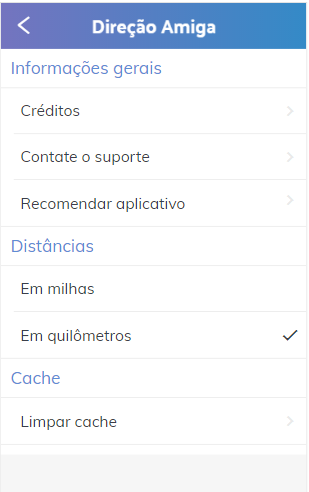 Direção Amiga
Informações gerais
Créditos
Contate o suporte
Recomendar aplicativo
Distâncias
Em milhas
Em quilômetros
Cache
Limpar cache